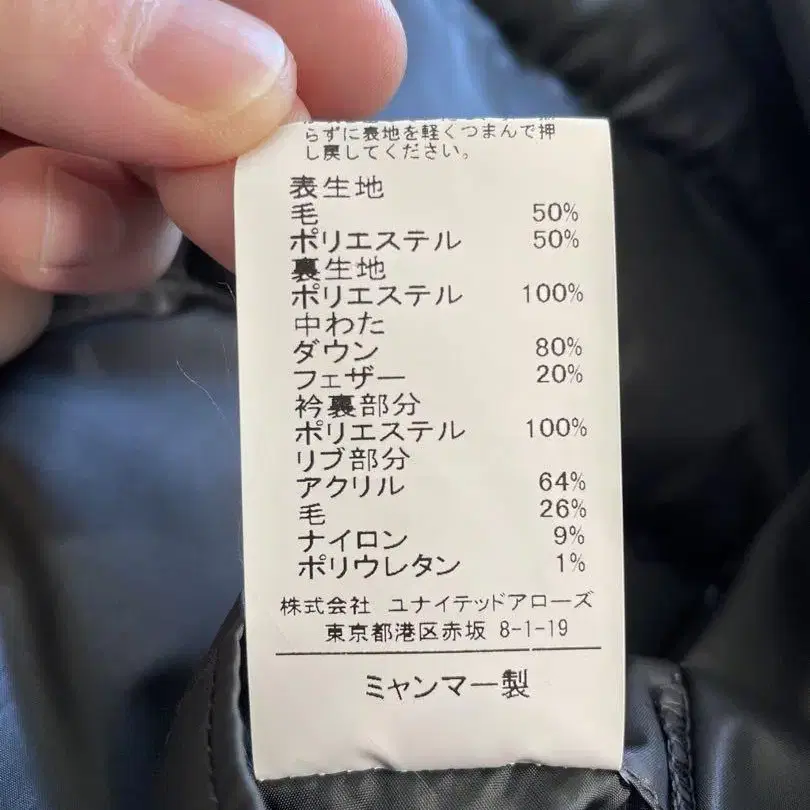 らずに表地を軽くつまんで押
し戻してください。
表生地
毛 50%
ポリエステル 50%
裏生地
ポリエステル 100%
中わた
ダウン 80%
フェザー 20%
衿裏部分
ポリエステル 100%
リブ部分
アクリル 64%
毛 26%
ナイロン 9%
ポリウレタン 1%
株式会社 ユナイテッドアローズ
東京都港区赤坂 8-1-19
ミャンマー製